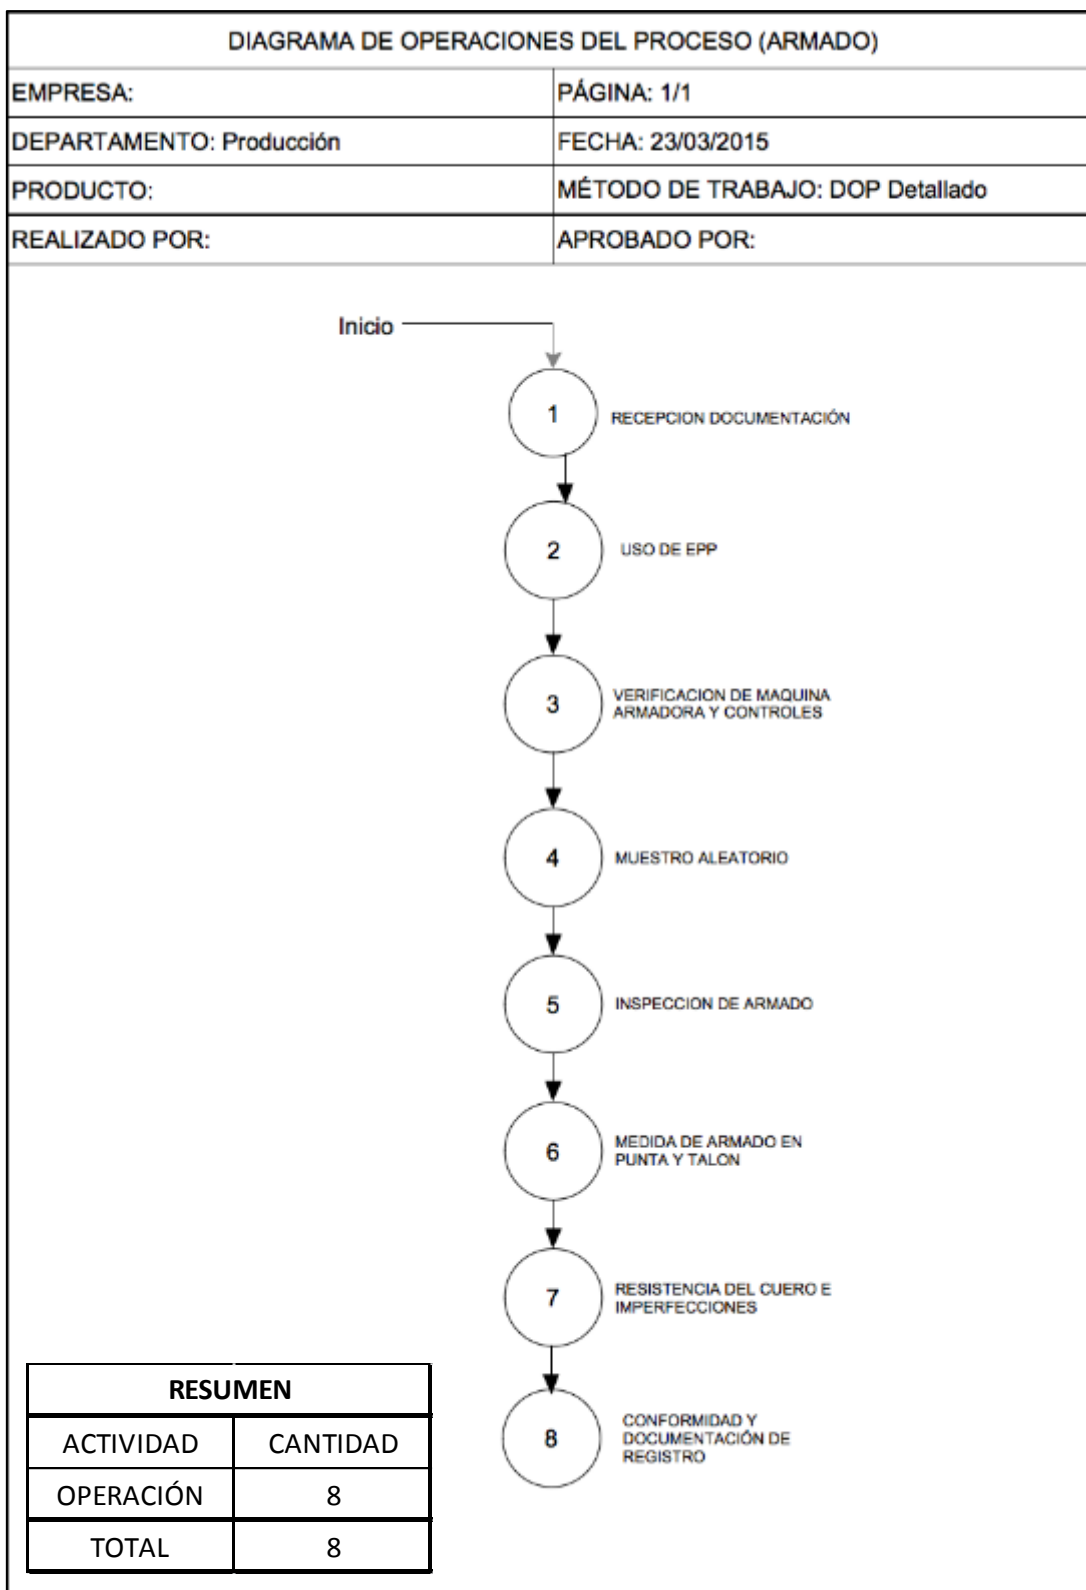 DIAGRAMA DE OPERACIONES DEL PROCESO (ARMADO)
EMPRESA:
PÁGINA: 1/1
DEPARTAMENTO: Producción
FECHA: 23/03/2015
PRODUCTO:
MÉTODO DE TRABAJO: DOP Detallado
REALIZADO POR:
APROBADO POR:
Inicio
1
RECEPCION DOCUMENTACIÓN
2
USO DE EPP
3
VERIFICACION DE MAQUINA
ARMADORA Y CONTROLES
4
MUESTRO ALEATORIO
5
INSPECCION DE ARMADO
6
MEDIDA DE ARMADO EN
PUNTA Y TALON
7
RESISTENCIA DEL CUERO E
IMPERFECCIONES
8
CONFORMIDAD Y
DOCUMENTACIÓN DE
REGISTRO
RESUMEN
ACTIVIDAD CANTIDAD
OPERACIÓN 8
TOTAL 8